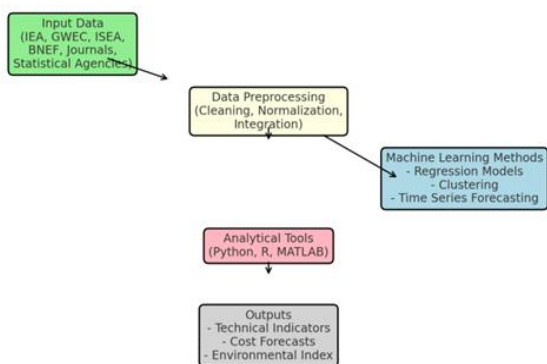 Input Data
(IEA, GWEC, ISEA,
BNEF, Journals,
Statistical Agencies)
Data Preprocessing
(Cleaning, Normalization,
Integration)
Machine Learning Methods
- Regression Models
- Clustering
- Time Series Forecasting
Analytical Tools
(Python, R, MATLAB)
Outputs
- Technical Indicators
- Cost Forecasts
- Environmental Index